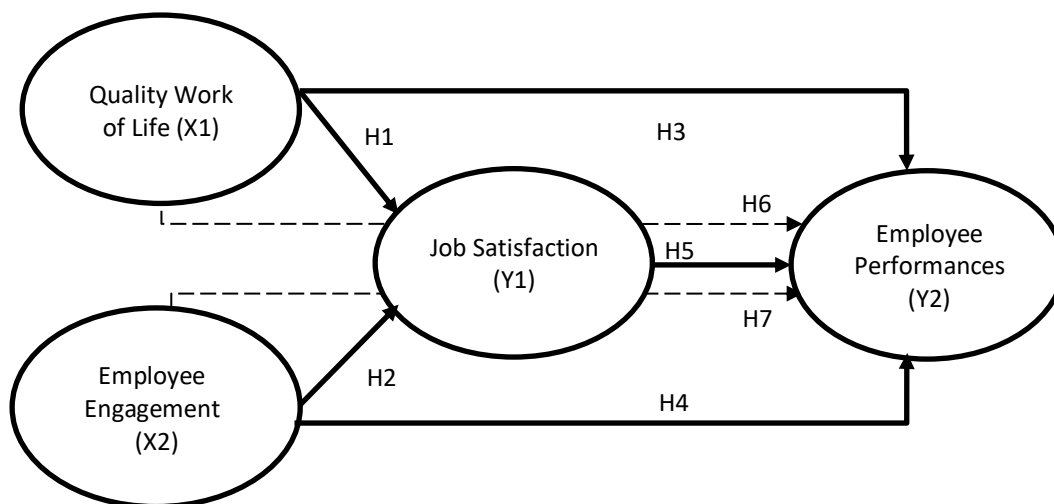 Quality Work
of Life (X1)
H1
H3
Job Satisfaction
(Y1)
H6
H5
H7
Employee
Performances
(Y2)
Employee
Engagement
(X2)
H2
H4